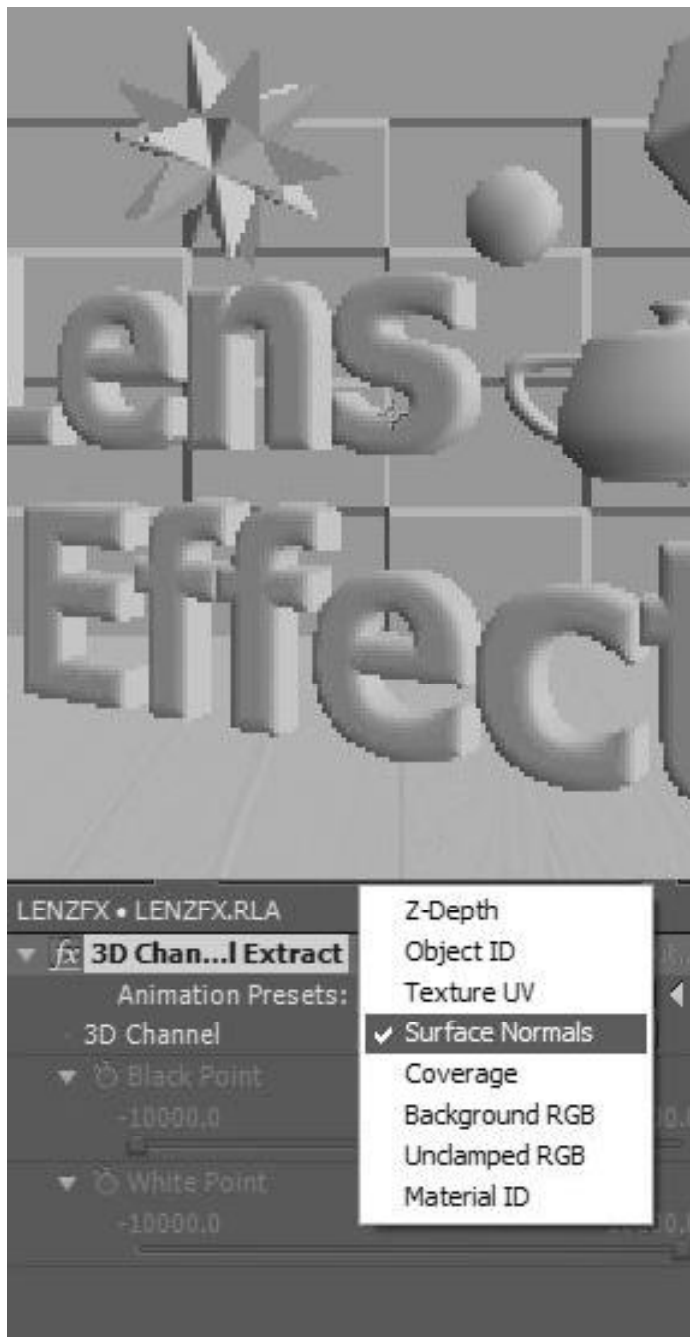 Lens
Effect
LENZFX • LENZFX.RLA
fx 3D Chan...l Extract
Animation Presets:
3D Channel
Black Point
-10000.0
White Point
-10000.0
Z-Depth
Object ID
Texture UV
✓ Surface Normals
Coverage
Background RGB
Unclamped RGB
Material ID